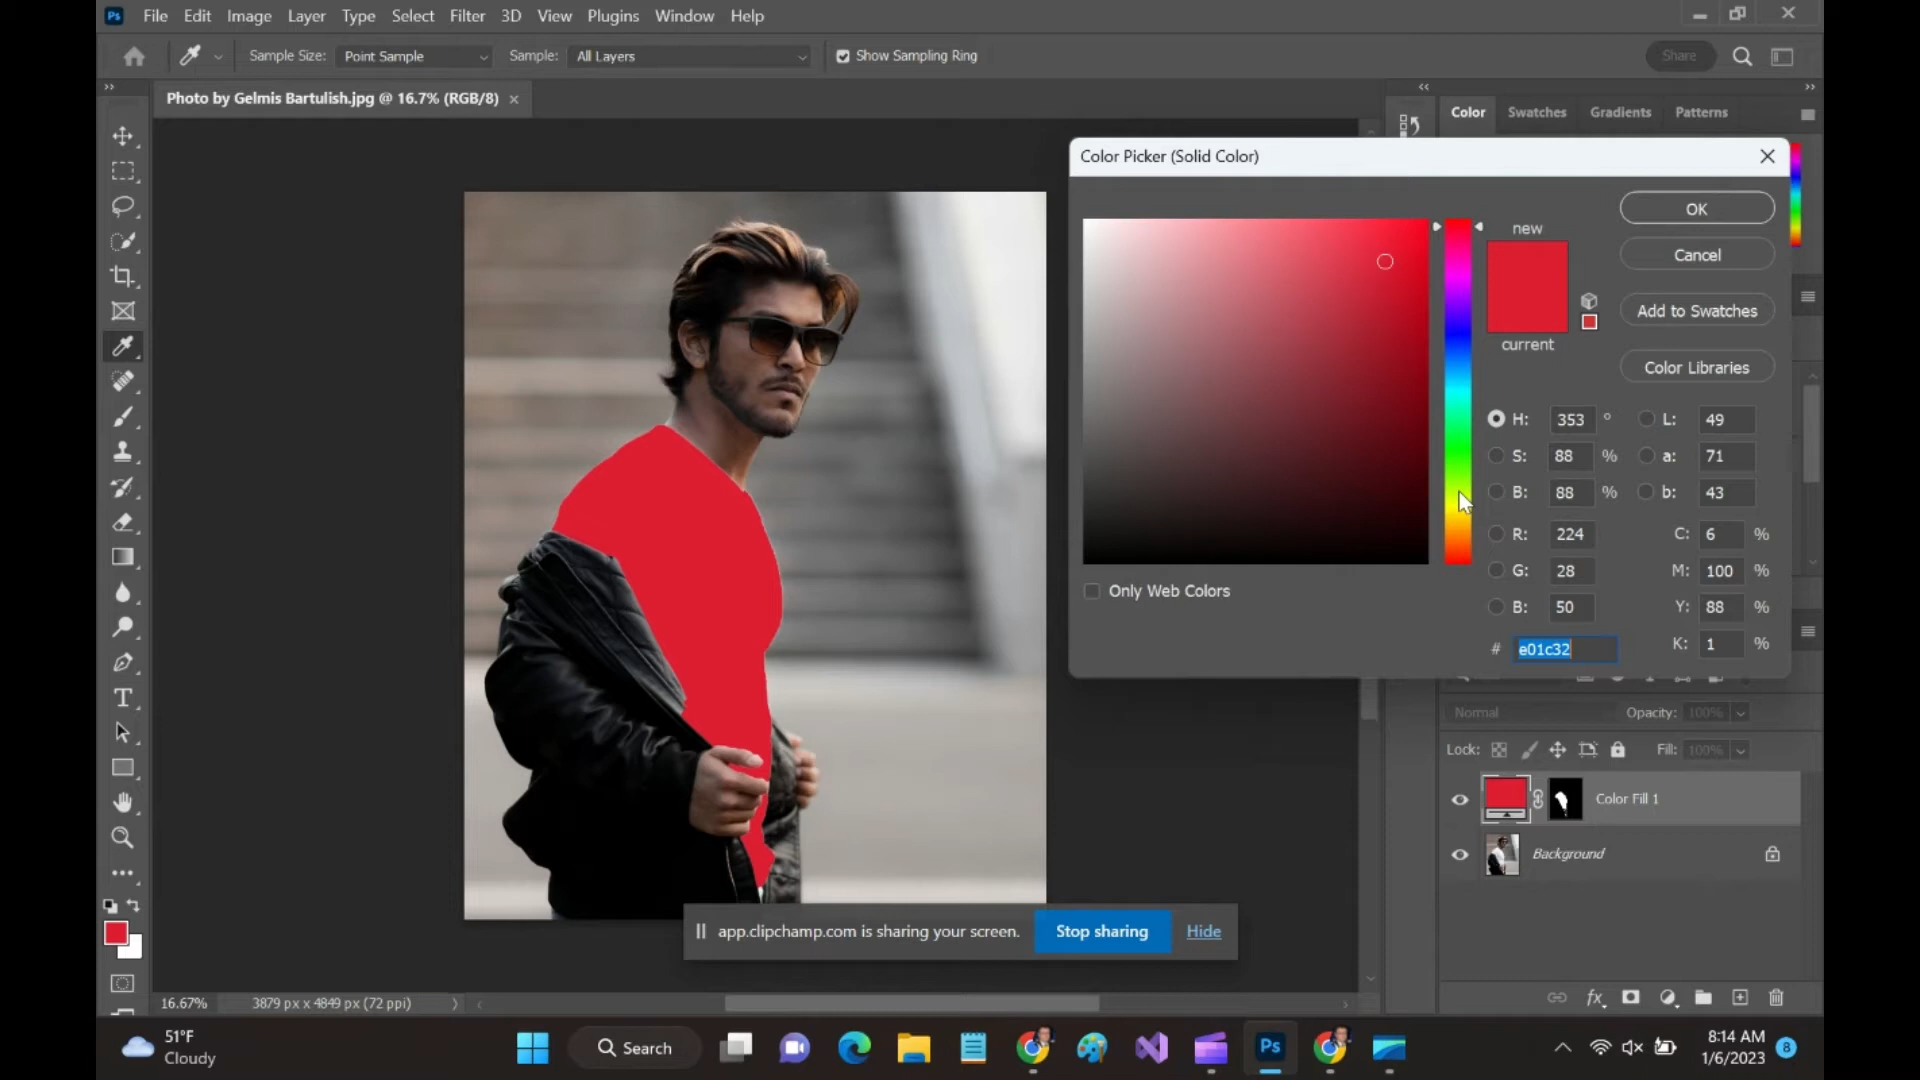 Ps File Edit Image Layer Type Select Filter 3D View Plugins Window Help
Sample Size: Point Sample Sample: All Layers Show Sampling Ring Share
Photo by Gelmis Bartulish.jpg @ 16.7% (RGB/8) ×
Color Swatches Gradients Patterns
Color Picker (Solid Color)
OK
new
Cancel
Add to Swatches
current
Color Libraries
H: 353 ° L: 49
S: 88 % a: 71
B: 88 % b: 43
R: 224 C: 6 %
G: 28 M: 100 %
Only Web Colors
B: 50 Y: 88 %
# e01c32 K: 1 %
Normal Opacity: 100%
Lock: Fill: 100%
Color Fill 1
Background
app.clipchamp.com is sharing your screen. Stop sharing Hide
16.67% 3879 px x 4849 px (72 ppi)
fx
51°F
Cloudy
Search
Ps
8:14 AM
1/6/2023
8